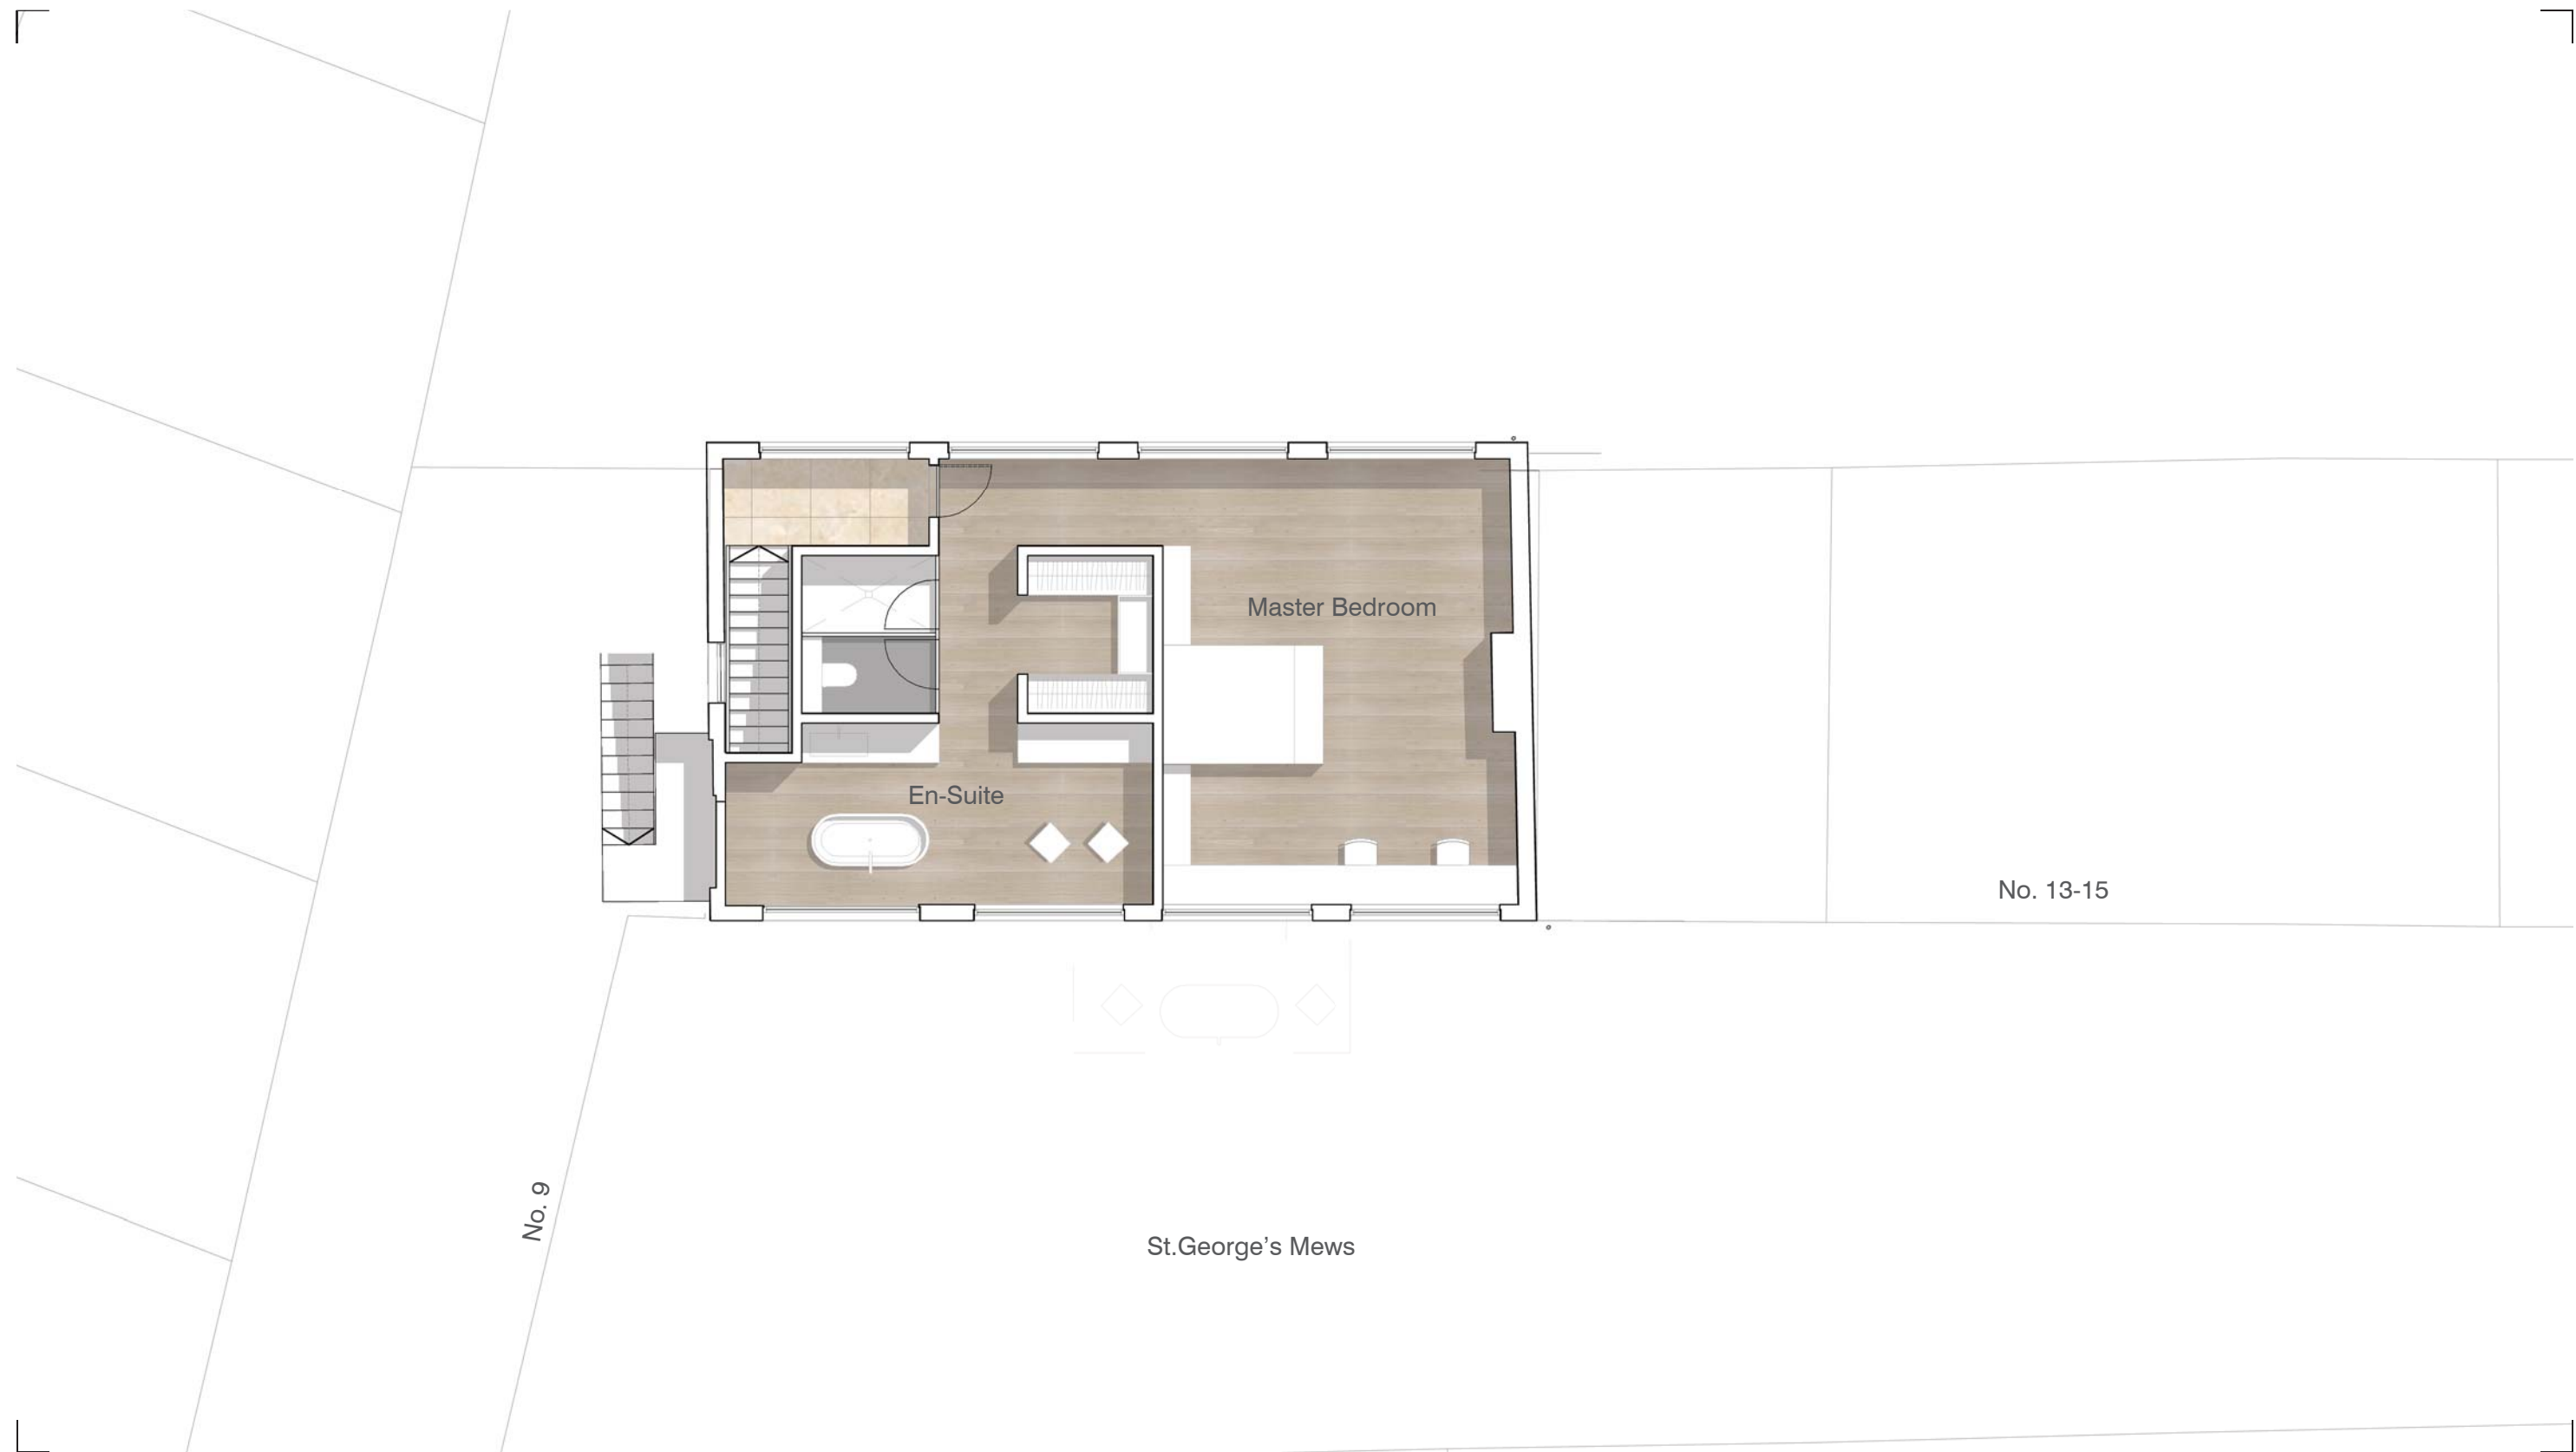 Master Bedroom
En-Suite
No. 13-15
No. 9
St.George’s Mews